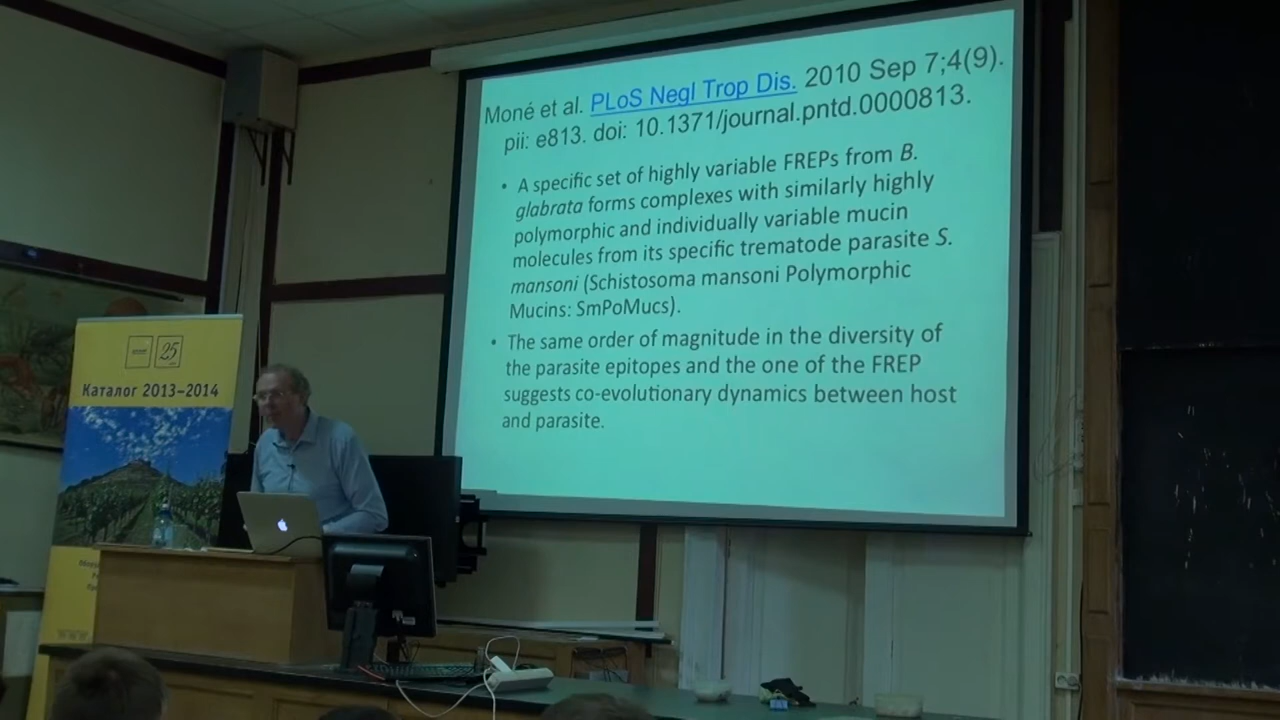 Moné et al. PLoS Negl Trop Dis. 2010 Sep 7;4(9).
pii: e813. doi: 10.1371/journal.pntd.0000813.
• A specific set of highly variable FREPs from B.
glabrata forms complexes with similarly highly
polymorphic and individually variable mucin
molecules from its specific trematode parasite S.
mansoni (Schistosoma mansoni Polymorphic
Mucins: SmPoMucs).
• The same order of magnitude in the diversity of
the parasite epitopes and the one of the FREP
suggests co-evolutionary dynamics between host
and parasite.
25
Каталог 2013–2014